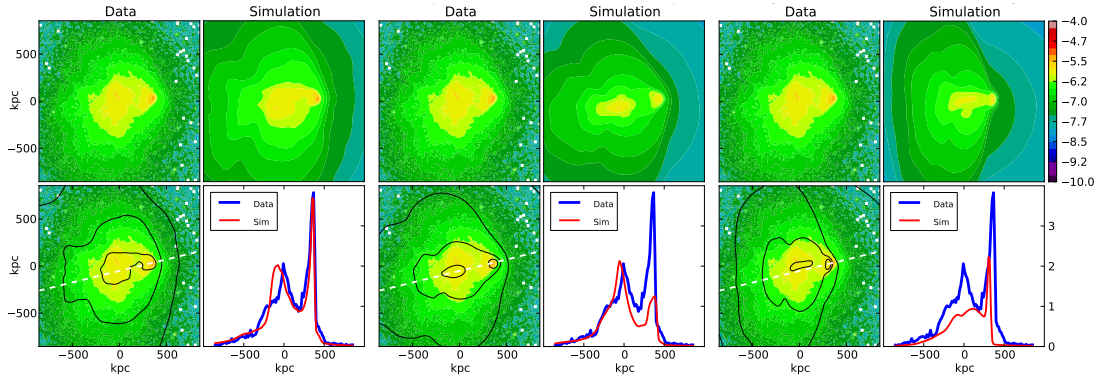 Data Simulation Data Simulation Data Simulation
500
0
−500
kpc
−4.0
−4.7
−5.5
−6.2
−7.0
−7.7
−8.5
−9.2
−10.0
500
0
−500
kpc
Data
Sim
Data
Sim
Data
Sim
3
2
1
0
−500 0 500 −500 0 500 −500 0 500 −500 0 500 −500 0 500 −500 0 500
kpc kpc kpc kpc kpc kpc